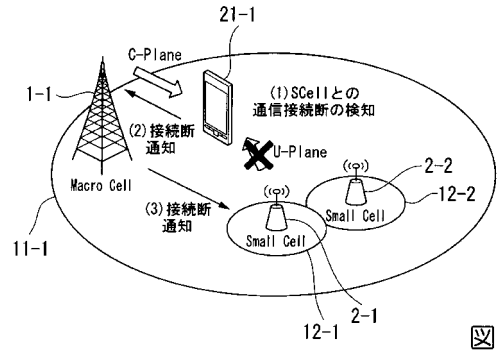 21-1
C-Plane
1-1
(1)SCellとの
通信接続断の検知
(2)接続断
通知
U-Plane
Macro Cell
2-2
(3)接続断
通知
Small Cell
12-2
11-1
Small Cell
2-1
12-1
図